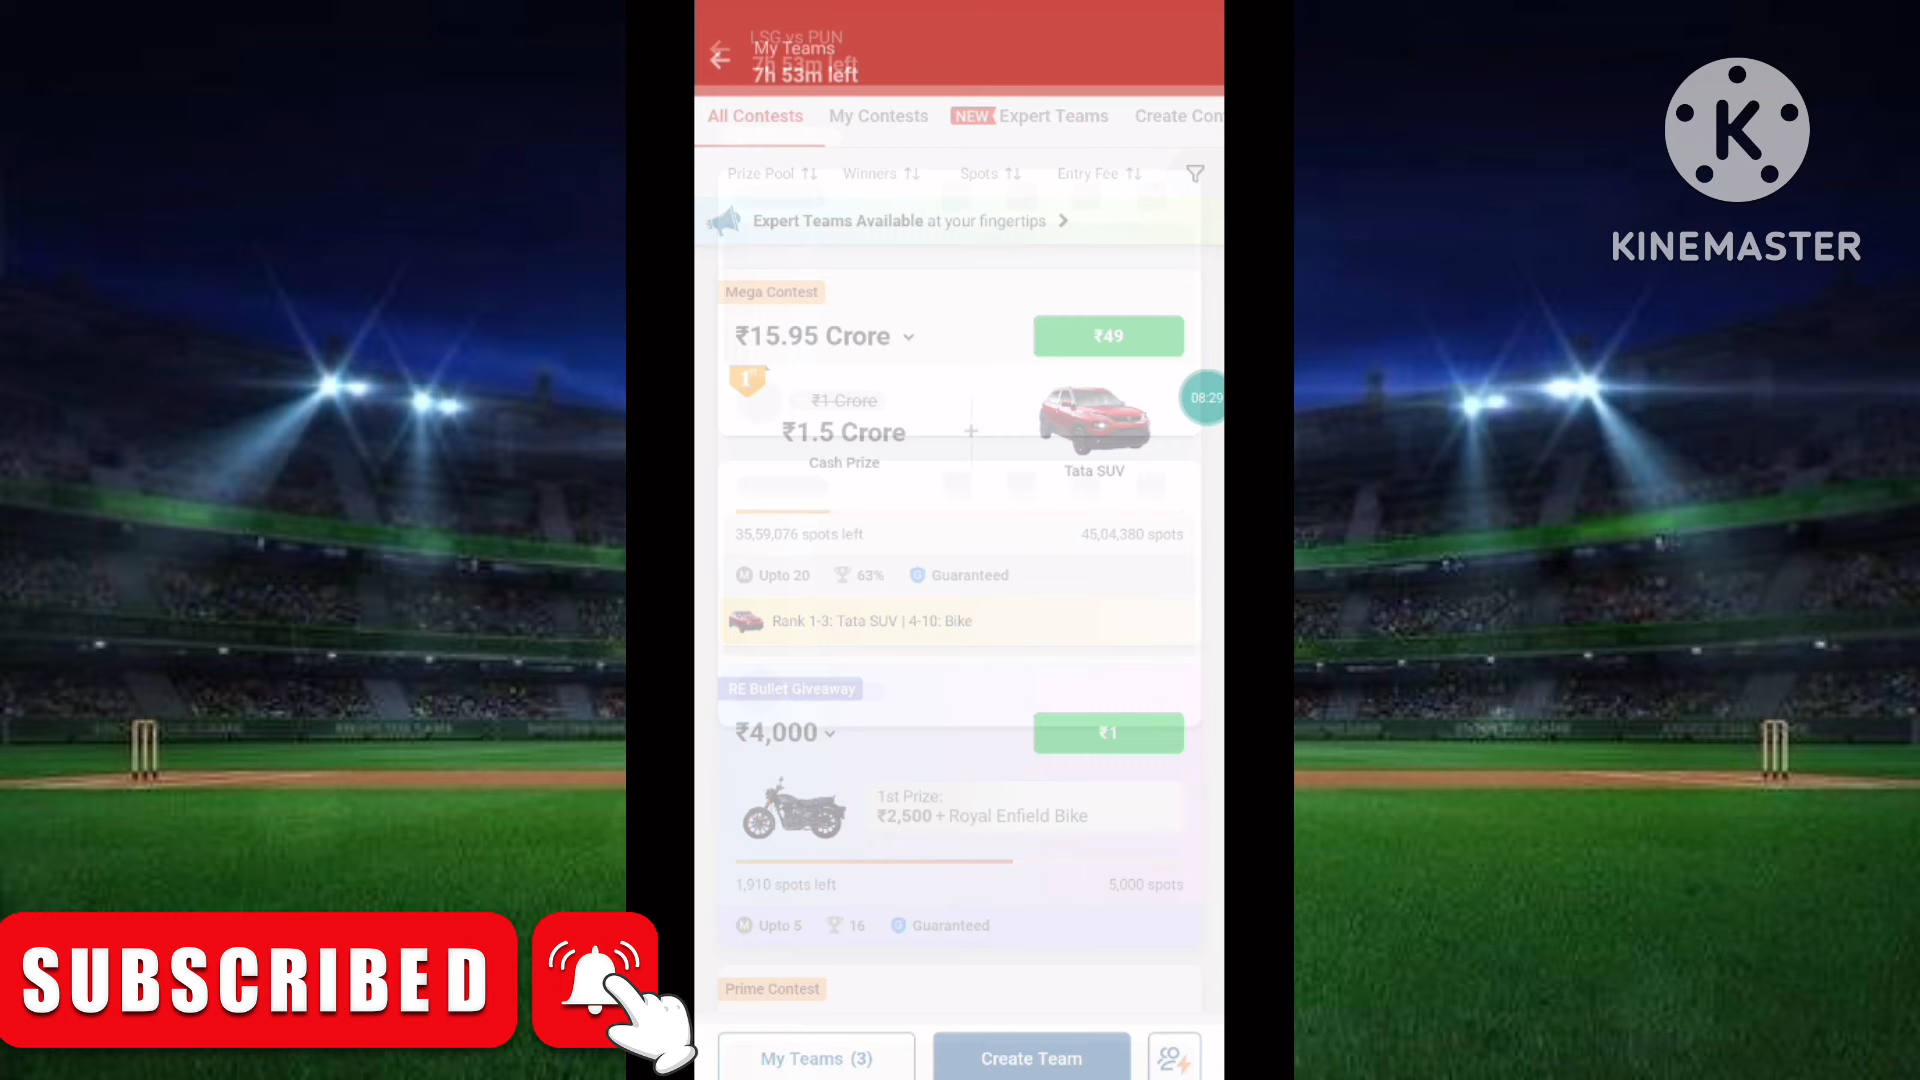 LSG vs PUN
My Teams
7h 53m left
7h 53m left
All Contests My Contests NEW Expert Teams Create Con
Prize Pool Winners Spots Entry Fee
Expert Teams Available at your fingertips
Mega Contest
₹15.95 Crore ₹49
1st
₹1 Crore
₹1.5 Crore +
Cash Prize Tata SUV
08:29
35,59,076 spots left 45,04,380 spots
M Upto 20 63% G Guaranteed
Rank 1-3: Tata SUV | 4-10: Bike
RE Bullet Giveaway
₹4,000 ₹1
1st Prize:
₹2,500 + Royal Enfield Bike
1,910 spots left 5,000 spots
M Upto 5 16 G Guaranteed
Prime Contest
My Teams (3) Create Team
K
KINEMASTER
SUBSCRIBED